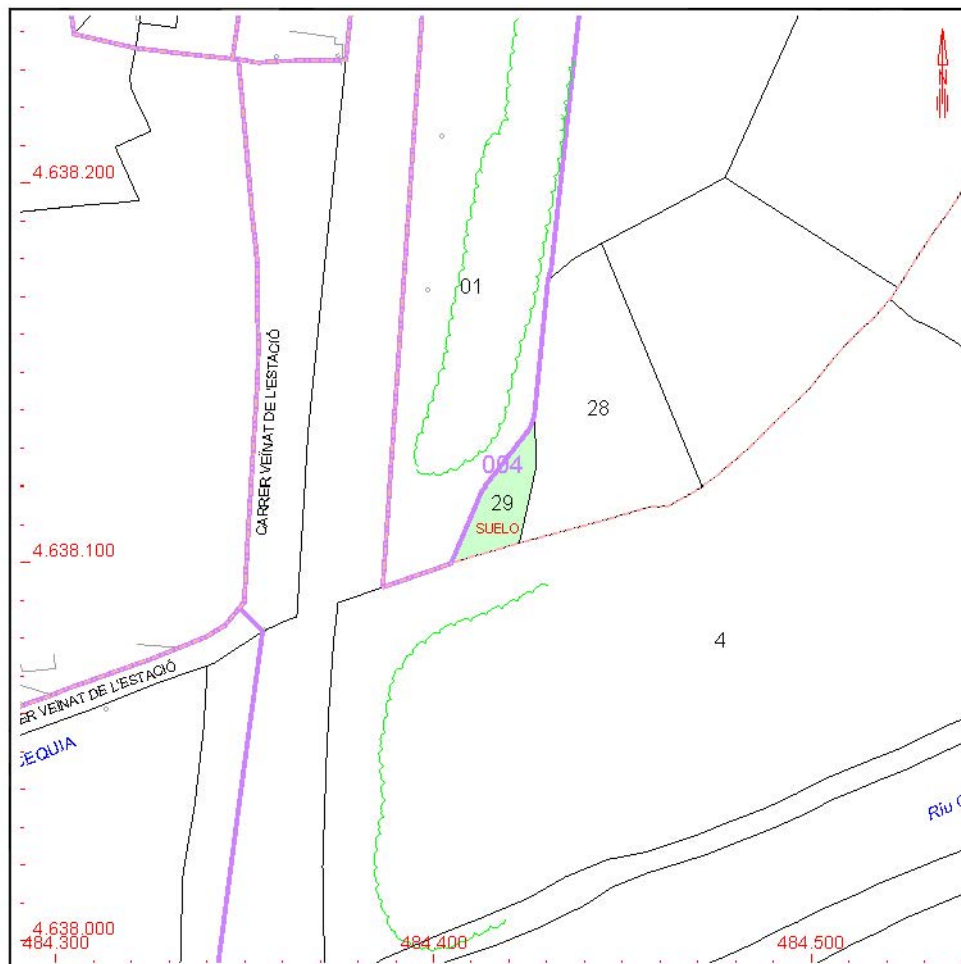 N
4.638.200
01
CARRER VEÏNAT DE L'ESTACIÓ
28
004
29
SUELO
4.638.100
4
ER VEÏNAT DE L'ESTACIÓ
CEQUIA
Riu
4.638.000
484.300
484.400
484.500